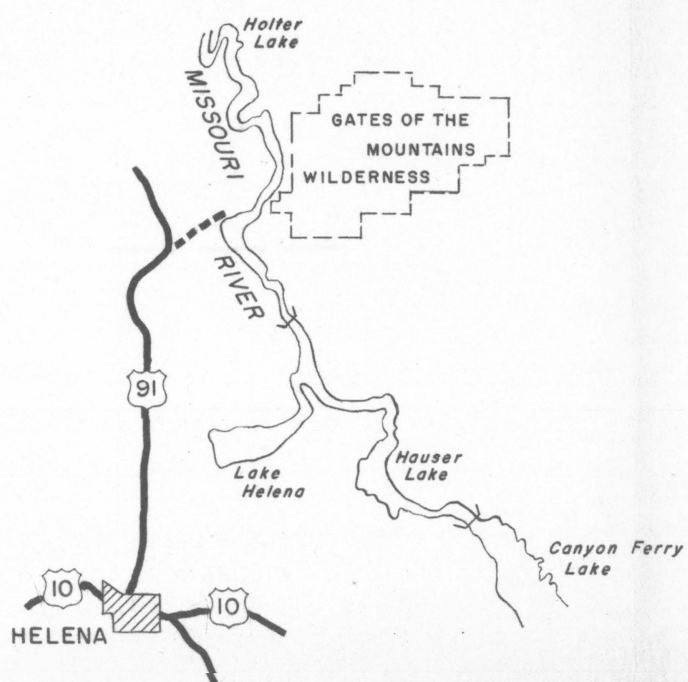 Holter
Lake
MISSOURI
GATES OF THE
MOUNTAINS
WILDERNESS
RIVER
91
Lake
Helena
Hauser
Lake
Canyon Ferry
Lake
10
10
HELENA